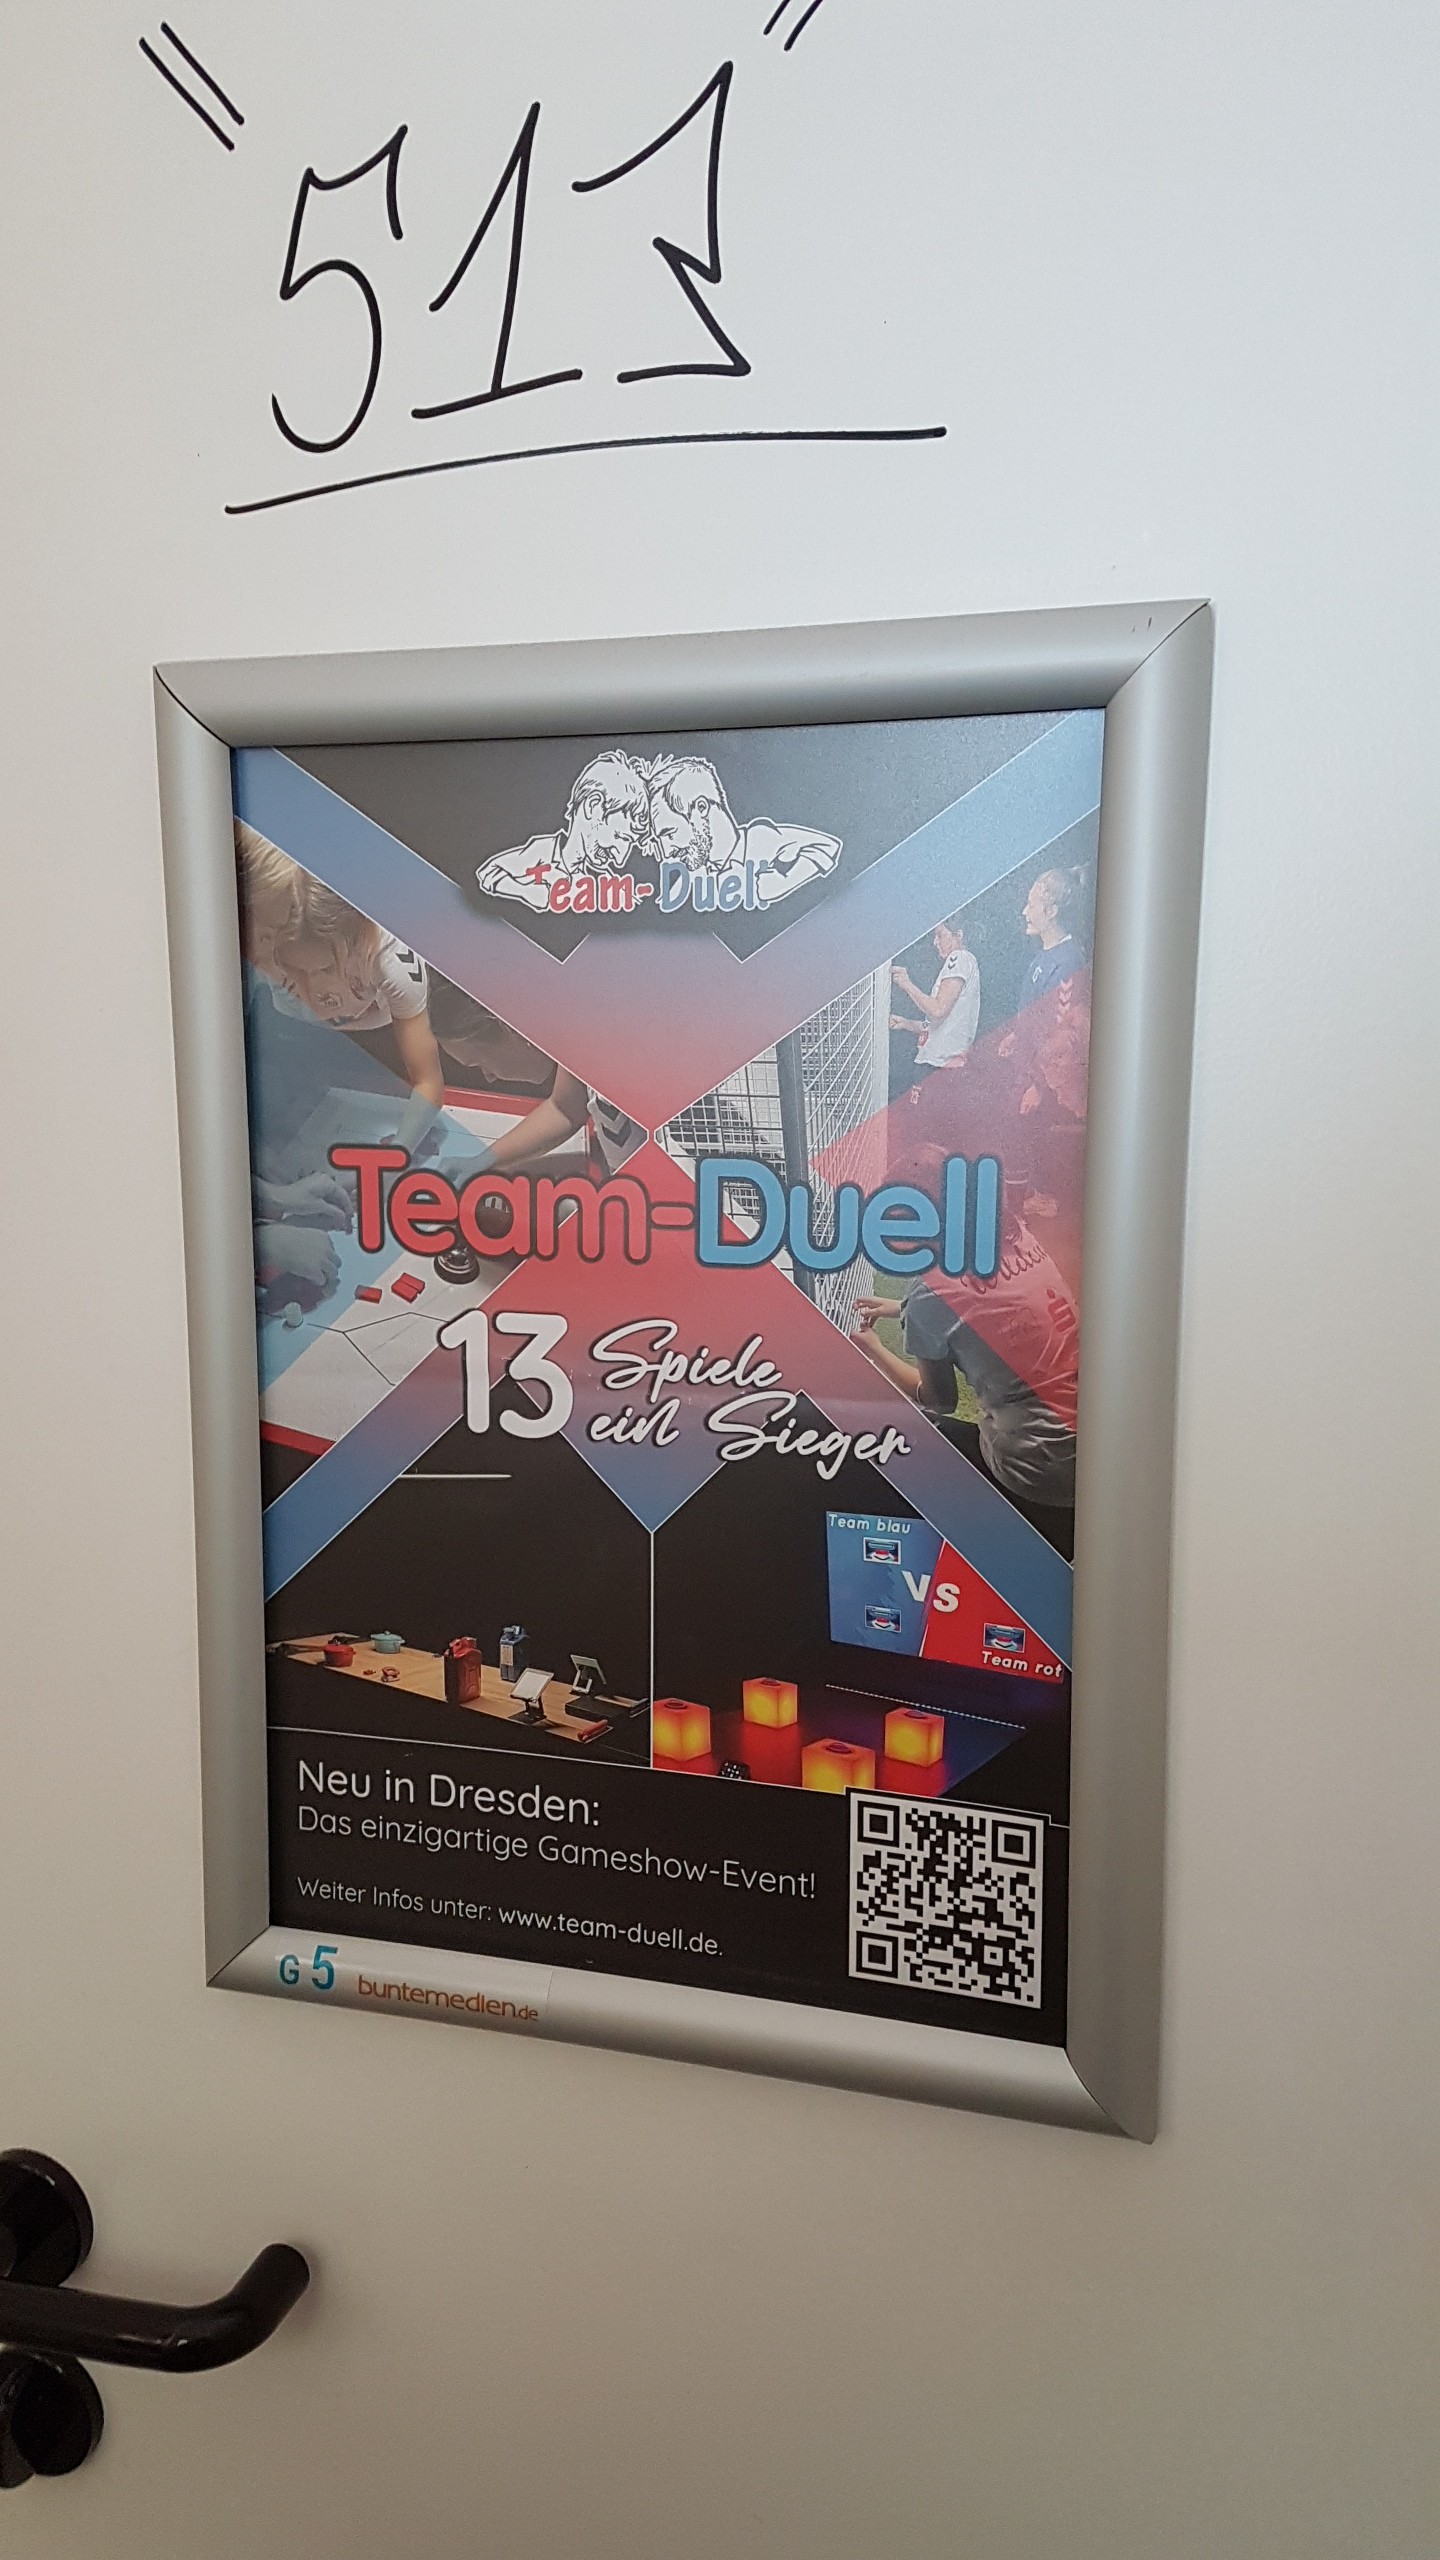 "513"
Team-Duell
Team-Duell
13 Spiele
ein Sieger
Team blau
VS
Team rot
Neu in Dresden:
Das einzigartige Gameshow-Event!
Weiter Infos unter: www.team-duell.de.
G 5 buntemedien.de